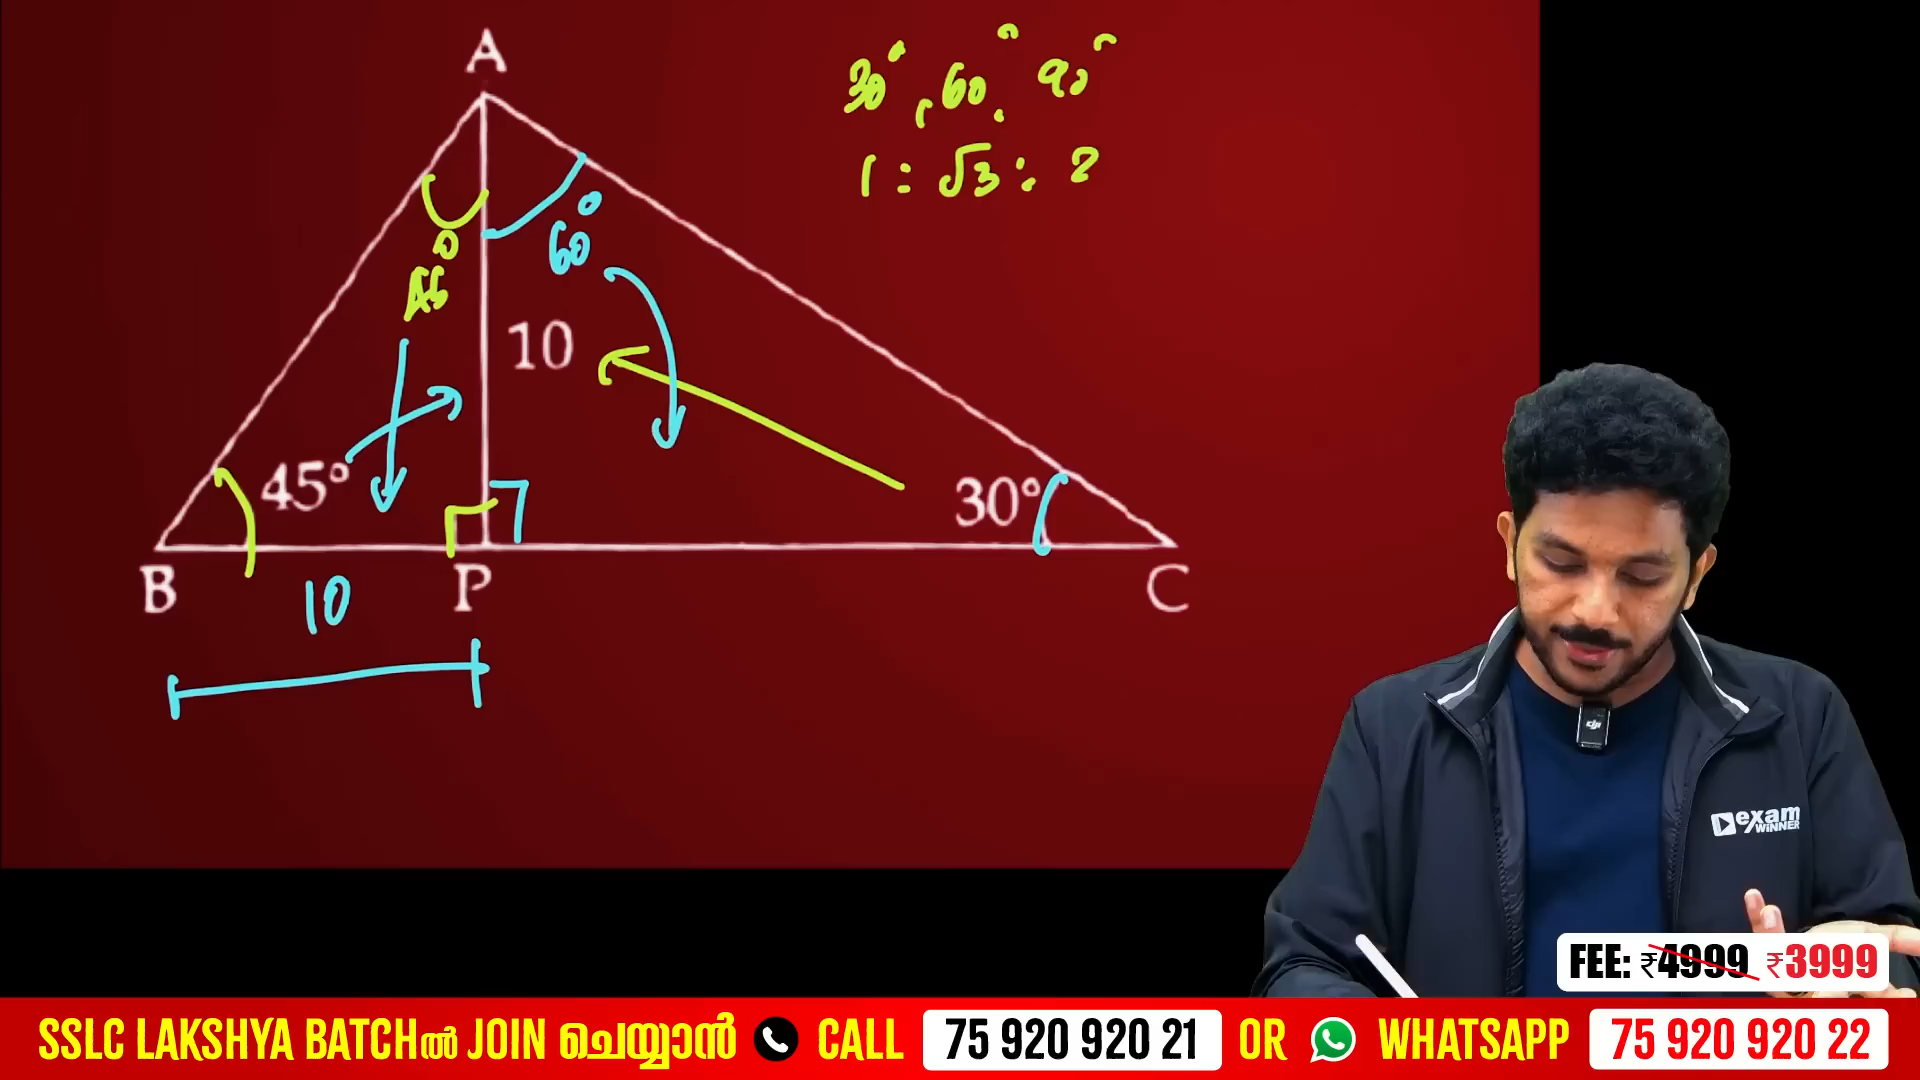 A
30°, 60°, 90°
1 : √3 : 2
45°
60°
10
45°
30°
B
10
P
C
dji
exam
WINNER
FEE: ₹4999 ₹3999
SSLC LAKSHYA BATCHൽ JOIN ചെയ്യാൻ CALL 75 920 920 21 OR WHATSAPP 75 920 920 22